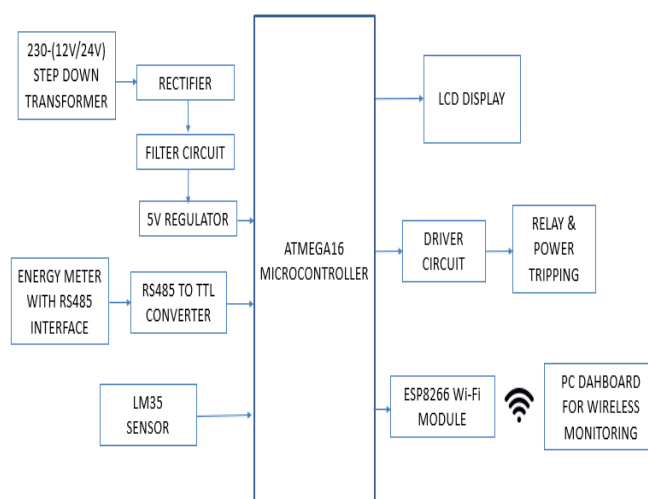 230-(12V/24V)
STEP DOWN
TRANSFORMER
RECTIFIER
FILTER CIRCUIT
5V REGULATOR
ENERGY METER
WITH RS485
INTERFACE
RS485 TO TTL
CONVERTER
LM35
SENSOR
ATMEGA16
MICROCONTROLLER
LCD DISPLAY
DRIVER
CIRCUIT
RELAY &
POWER
TRIPPING
ESP8266 Wi-Fi
MODULE
PC DAHBOARD
FOR WIRELESS
MONITORING